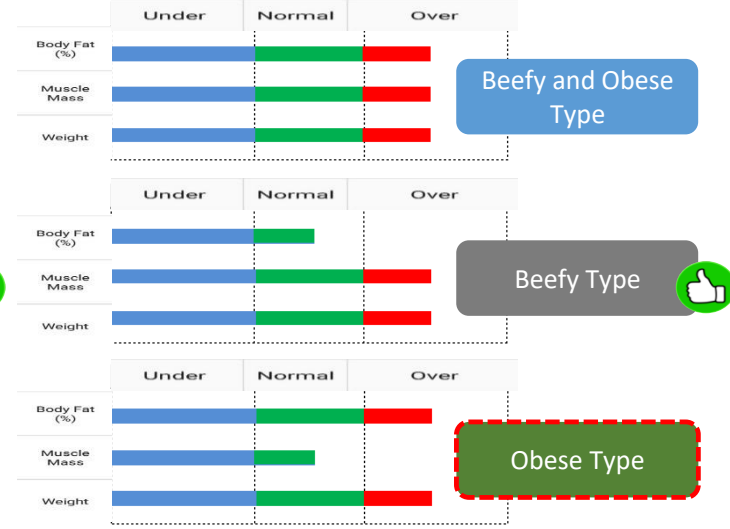 Under Normal Over
Body Fat
(%)
Muscle
Mass
Weight
Beefy and Obese
Type
Under Normal Over
Body Fat
(%)
Muscle
Mass
Weight
Beefy Type
Under Normal Over
Body Fat
(%)
Muscle
Mass
Weight
Obese Type